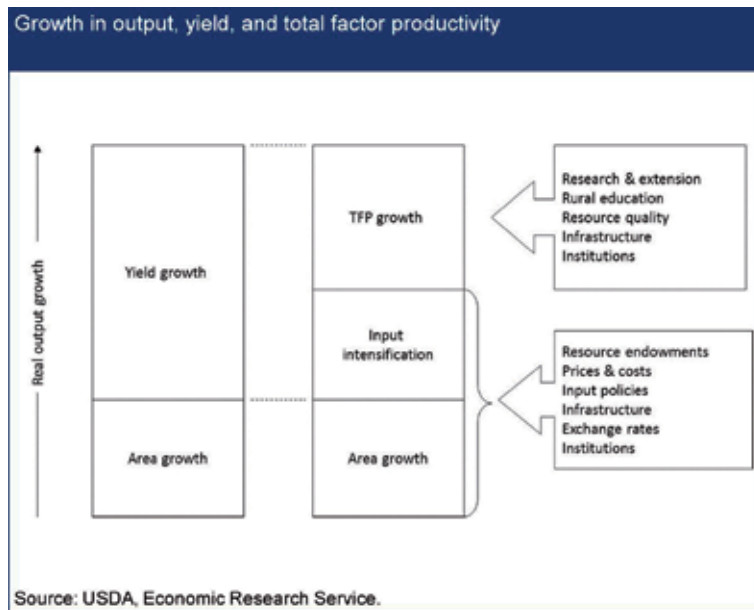 Growth in output, yield, and total factor productivity
Real output growth
Yield growth
Area growth
TFP growth
Input
intensification
Area growth
Research & extension
Rural education
Resource quality
Infrastructure
Institutions
Resource endowments
Prices & costs
Input policies
Infrastructure
Exchange rates
Institutions
Source: USDA, Economic Research Service.